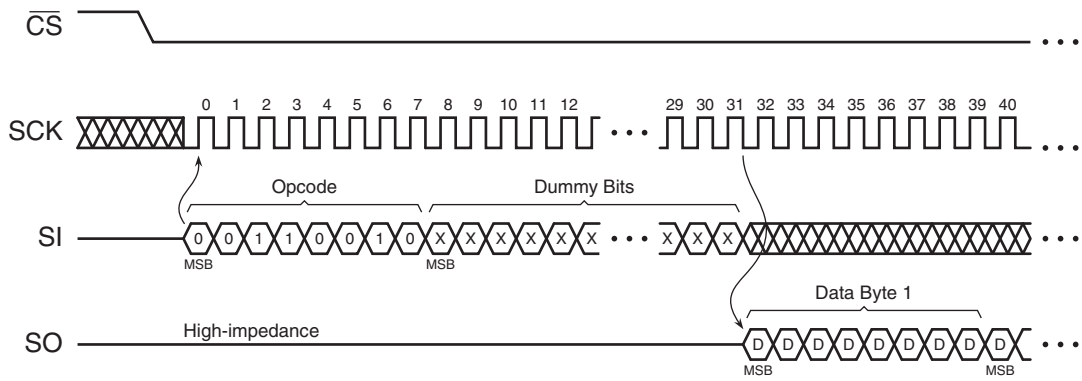 CS
0 1 2 3 4 5 6 7 8 9 10 11 12 29 30 31 32 33 34 35 36 37 38 39 40
SCK
Opcode Dummy Bits
SI 0 0 1 1 0 0 1 0 X X X X X X X X X
MSB MSB
Data Byte 1
High-impedance
SO D D D D D D D D D
MSB MSB